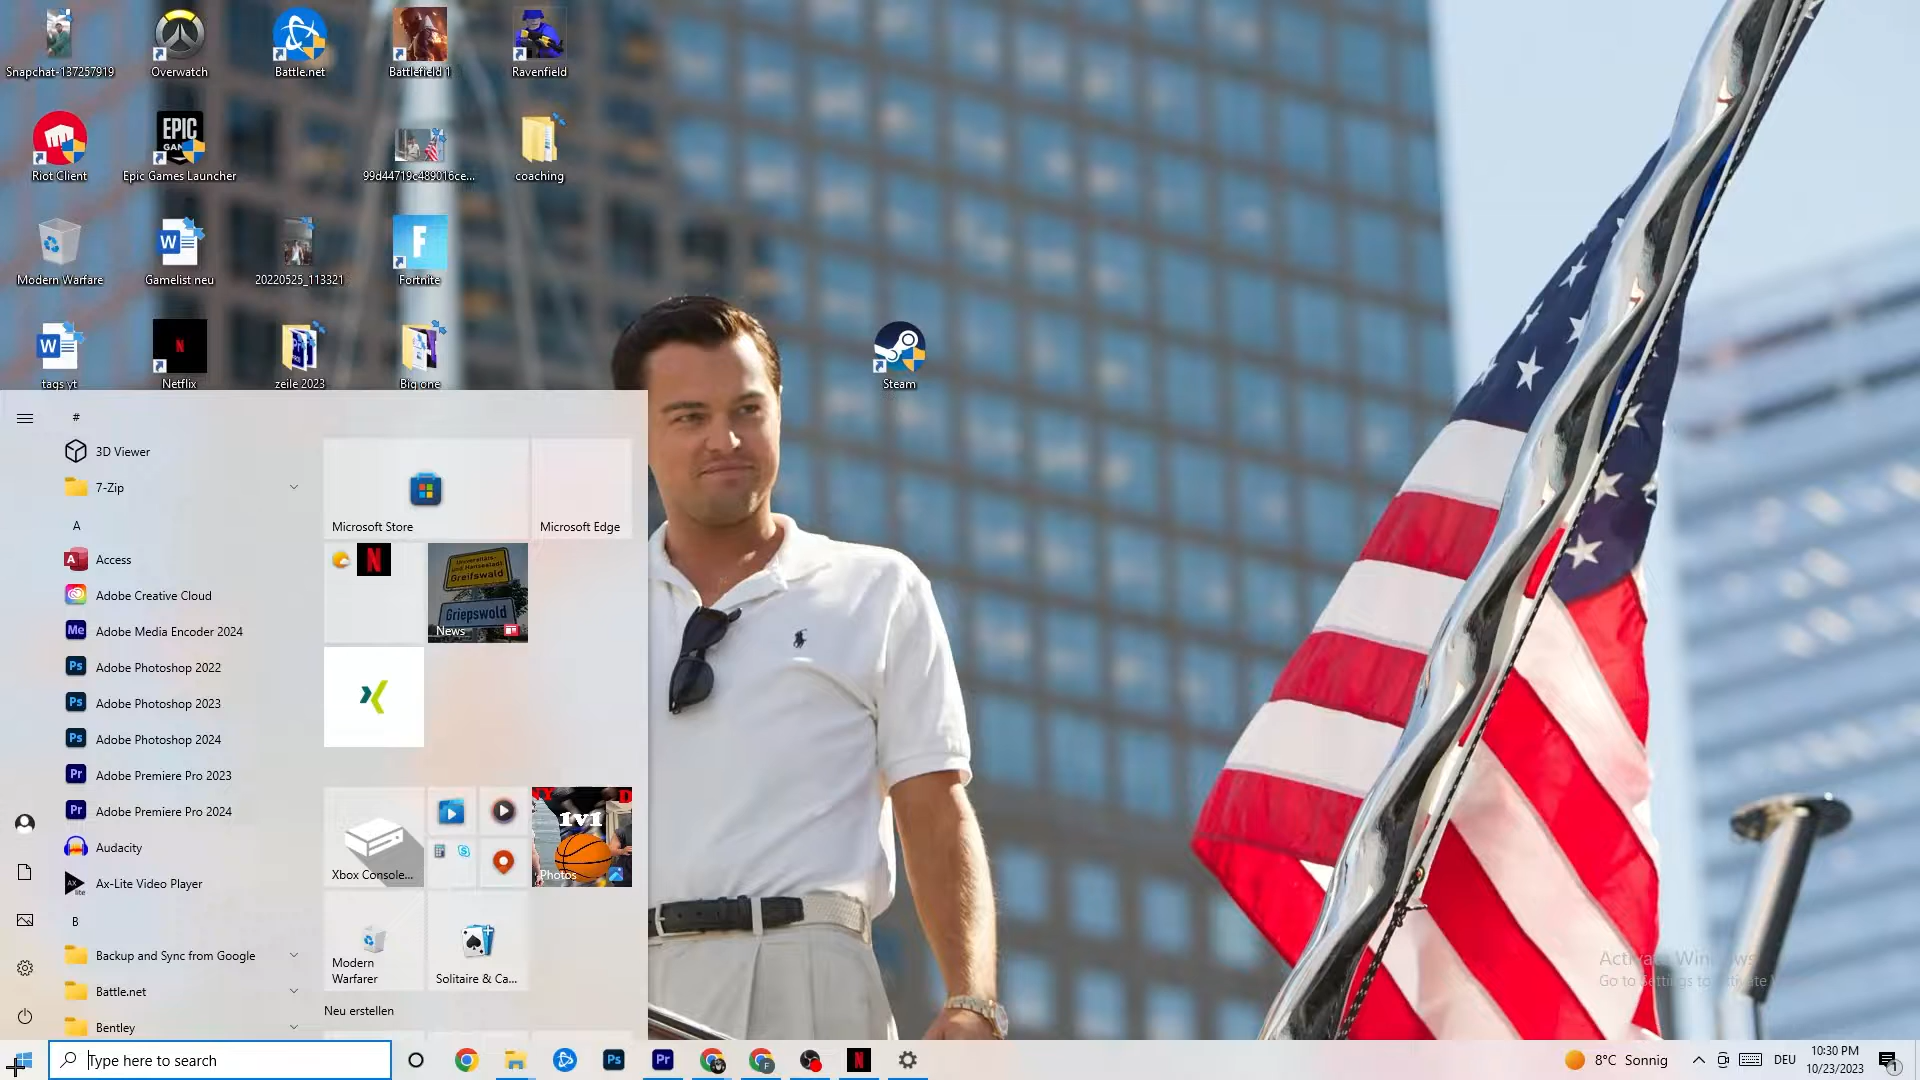 Snapchat-137257919
Overwatch
Battle.net
Battlefield 1
Ravenfield
Riot Client
EPIC
Epic Games Launcher
99d44719c489016ce...
coaching
Modern Warfare
Gamelist neu
20220525_113321
Fortnite
tags yt
Netflix
zeile 2023
Big one
Steam
#
3D Viewer
7-Zip
A
Access
Adobe Creative Cloud
Adobe Media Encoder 2024
Adobe Photoshop 2022
Adobe Photoshop 2023
Adobe Photoshop 2024
Adobe Premiere Pro 2023
Adobe Premiere Pro 2024
Audacity
Ax-Lite Video Player
B
Backup and Sync from Google
Battle.net
Bentley
Microsoft Store
Microsoft Edge
Universitäts-
und Hansestadt
Greifswald
Griepswold
News
Xbox Console...
1v1
Photos
Modern
Warfarer
Solitaire & Ca...
Neu erstellen
Activate Windows
Go to Settings to Activate W
Type here to search
8°C Sonnig
DEU
10:30 PM
10/23/2023
1